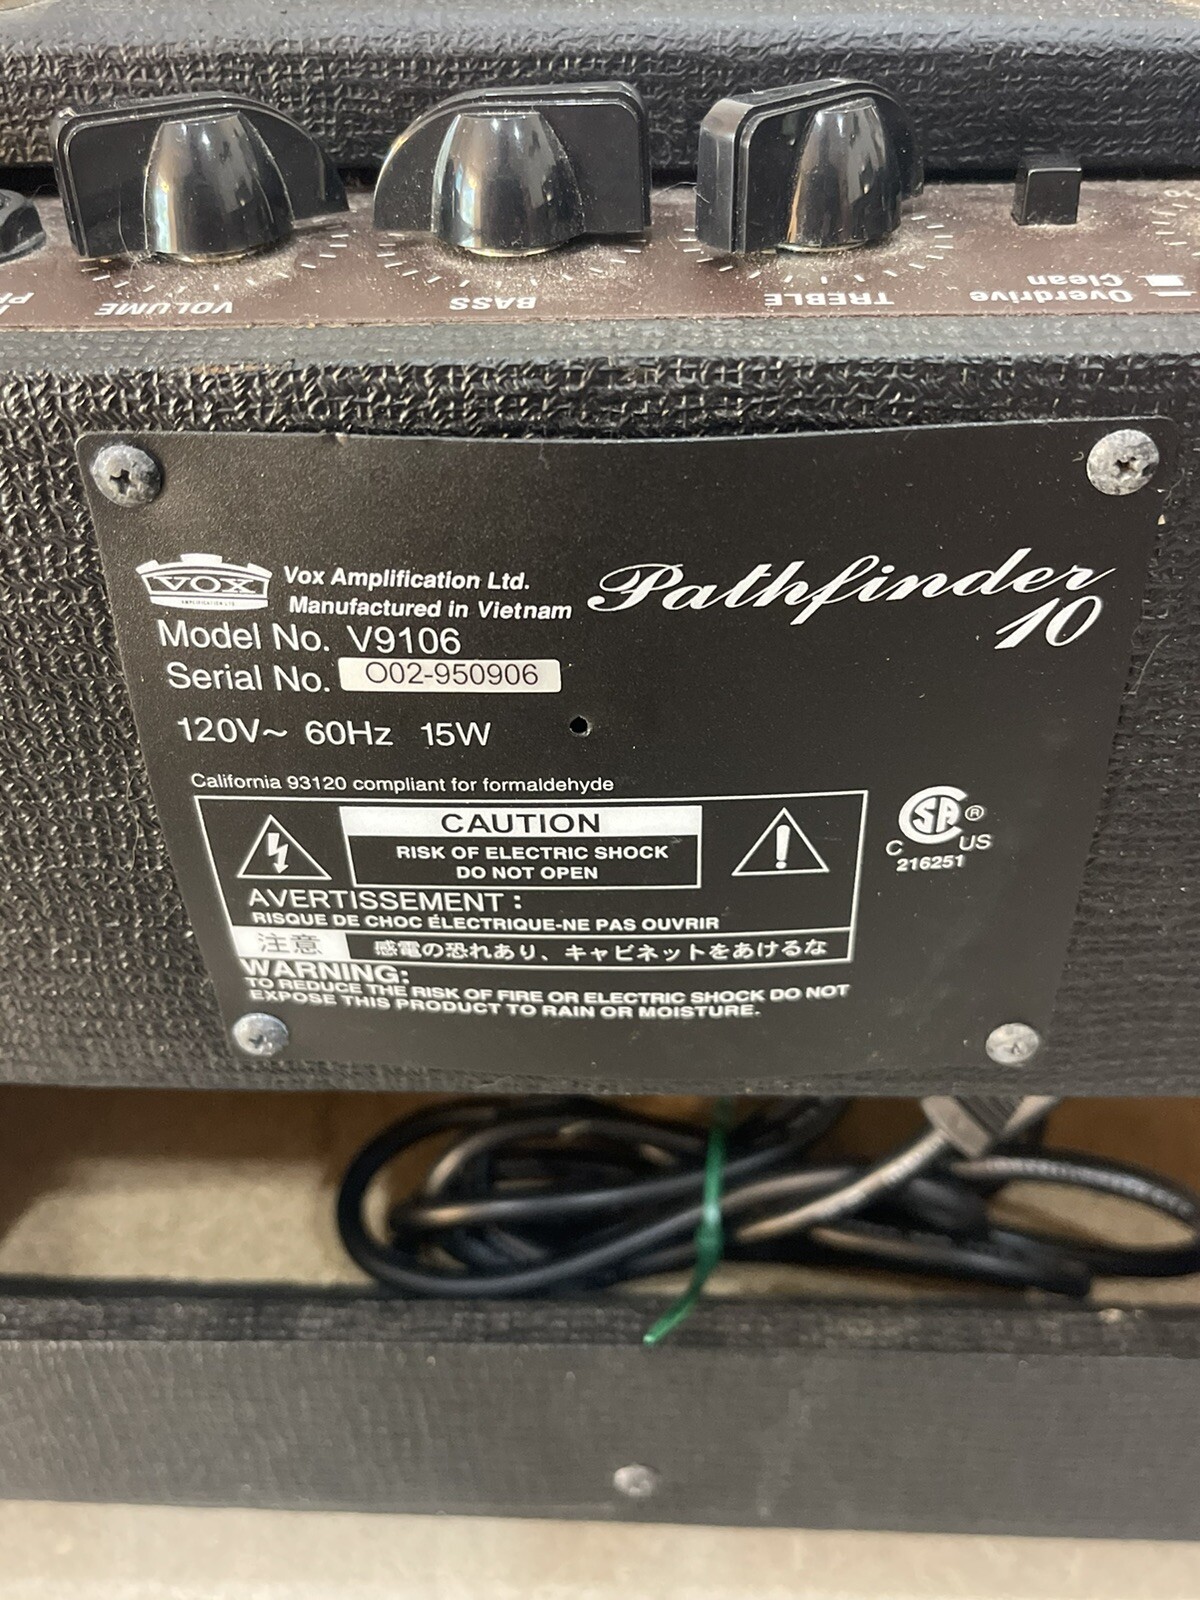 VOLUME
BASS
TREBLE
Overdrive
Clean
VOX
AMPLIFICATION LTD.
Vox Amplification Ltd.
Manufactured in Vietnam
Pathfinder
10
Model No. V9106
Serial No. O02-950906
120V~ 60Hz 15W
California 93120 compliant for formaldehyde
CAUTION
RISK OF ELECTRIC SHOCK
DO NOT OPEN
SA ®
C US
216251
AVERTISSEMENT :
RISQUE DE CHOC ÉLECTRIQUE-NE PAS OUVRIR
注意 感電の恐れあり、キャビネットをあけるな
WARNING:
TO REDUCE THE RISK OF FIRE OR ELECTRIC SHOCK DO NOT
EXPOSE THIS PRODUCT TO RAIN OR MOISTURE.